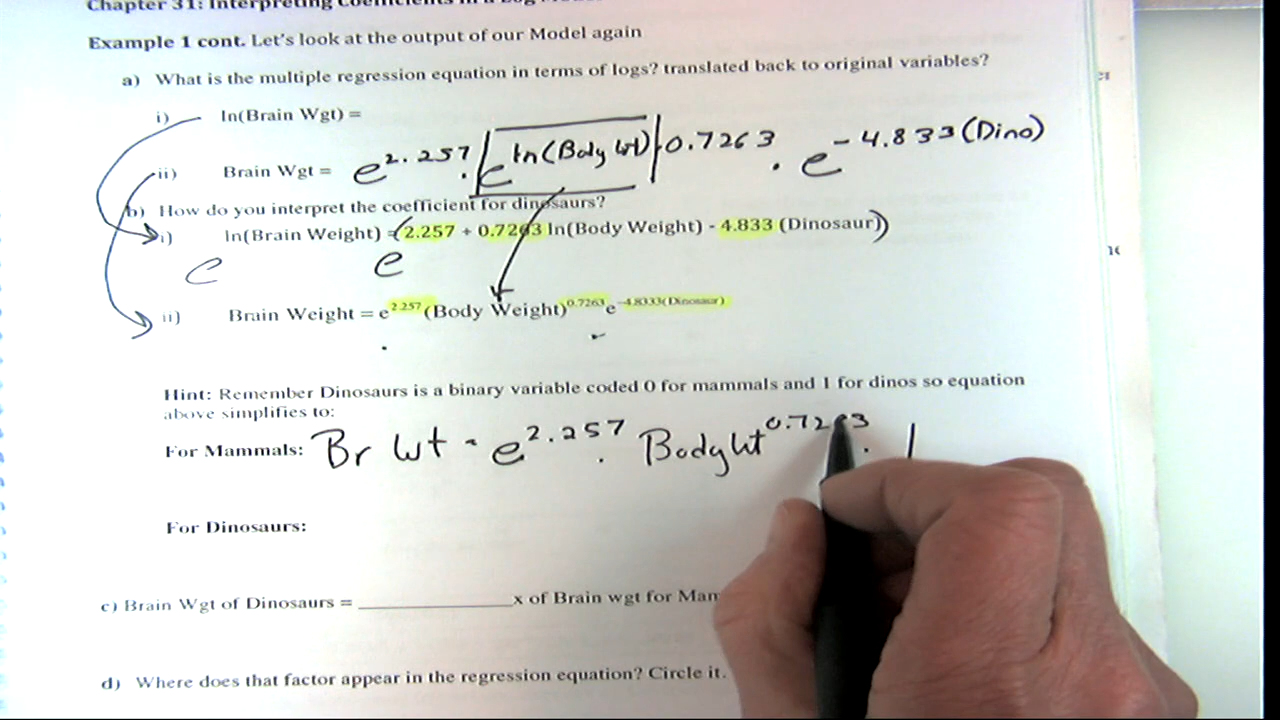 Chapter 31: Interpreting Coefficients in a Log
Example 1 cont. Let's look at the output of our Model again
a) What is the multiple regression equation in terms of logs? translated back to original variables?
i) ln(Brain Wgt) =
ii) Brain Wgt = e^2.257 · e^ln(Body Wt) 0.7263 · e^-4.833(Dino)
b) How do you interpret the coefficient for dinosaurs?
i) ln(Brain Weight) = (2.257 + 0.7263 ln(Body Weight) - 4.833 (Dinosaur))
e e
ii) Brain Weight = e^2.257 (Body Weight)^0.7263 e^-4.8033(Dinosaur)
Hint: Remember Dinosaurs is a binary variable coded 0 for mammals and 1 for dinos so equation
above simplifies to:
For Mammals: Br Wt = e^2.257 · Body Wt^0.7263 · 1
For Dinosaurs:
c) Brain Wgt of Dinosaurs = ____________x of Brain wgt for
d) Where does that factor appear in the regression equation? Circle it.